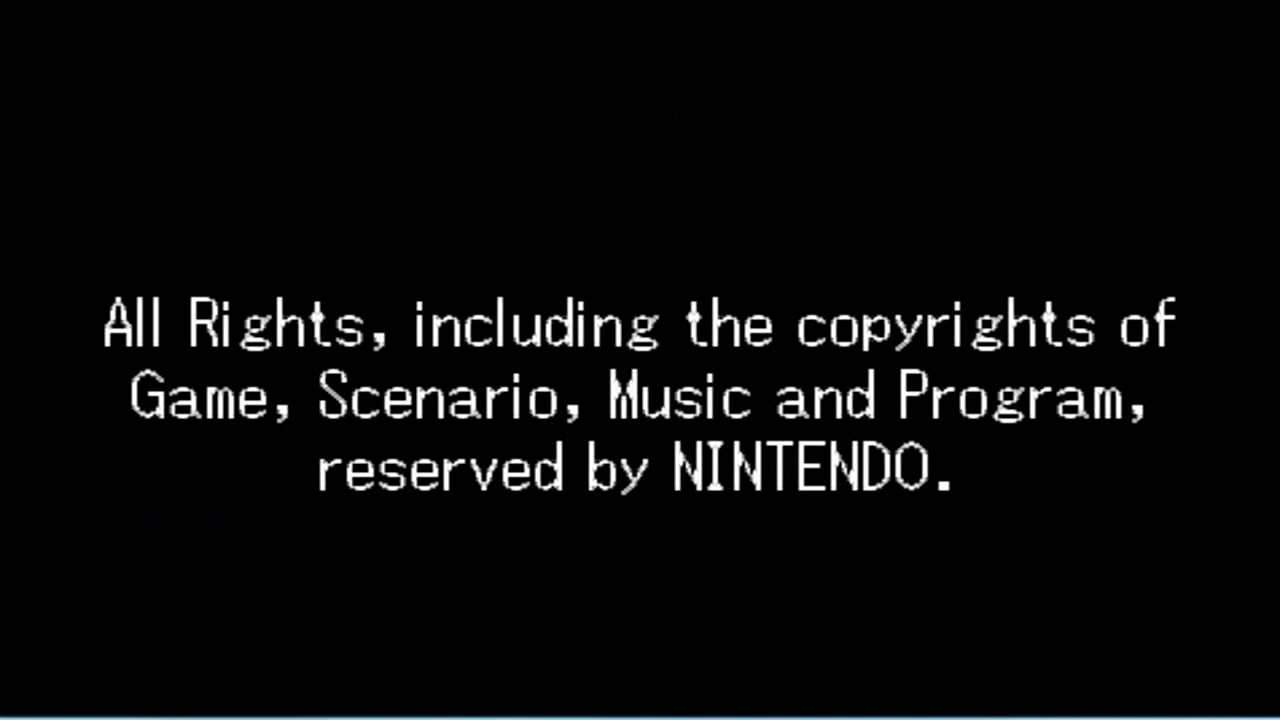 All Rights, including the copyrights of
Game, Scenario, Music and Program,
reserved by NINTENDO.